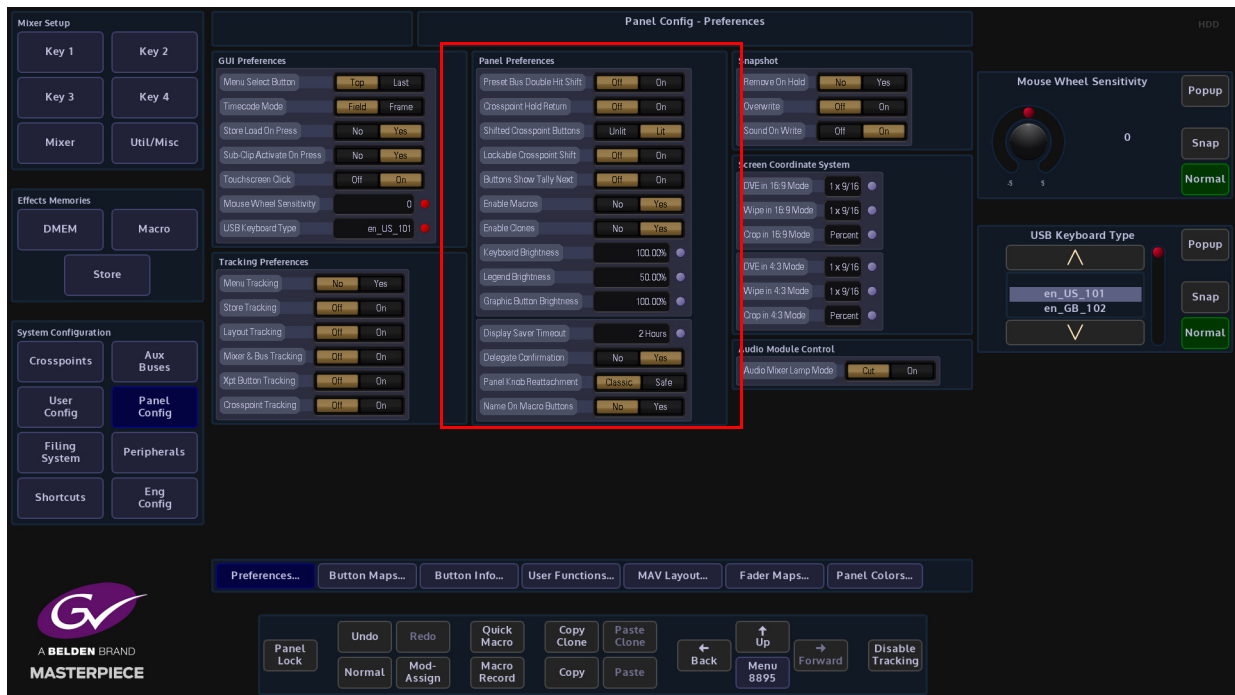 Mixer Setup
Key 1
Key 2
Key 3
Key 4
Mixer
Util/Misc
Effects Memories
DMEM
Macro
Store
System Configuration
Crosspoints
Aux
Buses
User
Config
Panel
Config
Filing
System
Peripherals
Shortcuts
Eng
Config
GV
A BELDEN BRAND
MASTERPIECE
Panel Config - Preferences
GUI Preferences
Menu Select Button Top Last
Timecode Mode Field Frame
Store Load On Press No Yes
Sub-Clip Activate On Press No Yes
Touchscreen Click Off On
Mouse Wheel Sensitivity 0
USB Keyboard Type en_US_101
Tracking Preferences
Menu Tracking No Yes
Store Tracking Off On
Layout Tracking Off On
Mixer & Bus Tracking Off On
Xpt Button Tracking Off On
Crosspoint Tracking Off On
Panel Preferences
Preset Bus Double Hit Shift Off On
Crosspoint Hold Return Off On
Shifted Crosspoint Buttons Unlit Lit
Lockable Crosspoint Shift Off On
Buttons Show Tally Next Off On
Enable Macros No Yes
Enable Clones No Yes
Keyboard Brightness 100.00%
Legend Brightness 50.00%
Graphic Button Brightness 100.00%
Display Saver Timeout 2 Hours
Delegate Confirmation No Yes
Panel Knob Reattachment Classic Safe
Name On Macro Buttons No Yes
Snapshot
Remove On Hold No Yes
Overwrite Off On
Sound On Write Off On
Screen Coordinate System
DVE in 16:9 Mode 1 x 9/16
Wipe in 16:9 Mode 1 x 9/16
Crop in 16:9 Mode Percent
DVE in 4:3 Mode 1 x 9/16
Wipe in 4:3 Mode 1 x 9/16
Crop in 4:3 Mode Percent
Audio Module Control
Audio Mixer Lamp Mode Cut On
HDD
Mouse Wheel Sensitivity
0
-5 5
Popup
Snap
Normal
USB Keyboard Type
en_US_101
en_GB_102
Popup
Snap
Normal
Preferences...
Button Maps...
Button Info...
User Functions...
MAV Layout...
Fader Maps...
Panel Colors...
Panel
Lock
Undo
Redo
Normal
Mod-
Assign
Quick
Macro
Macro
Record
Copy
Clone
Paste
Clone
Copy
Paste
Back
Up
Menu
8895
Forward
Disable
Tracking